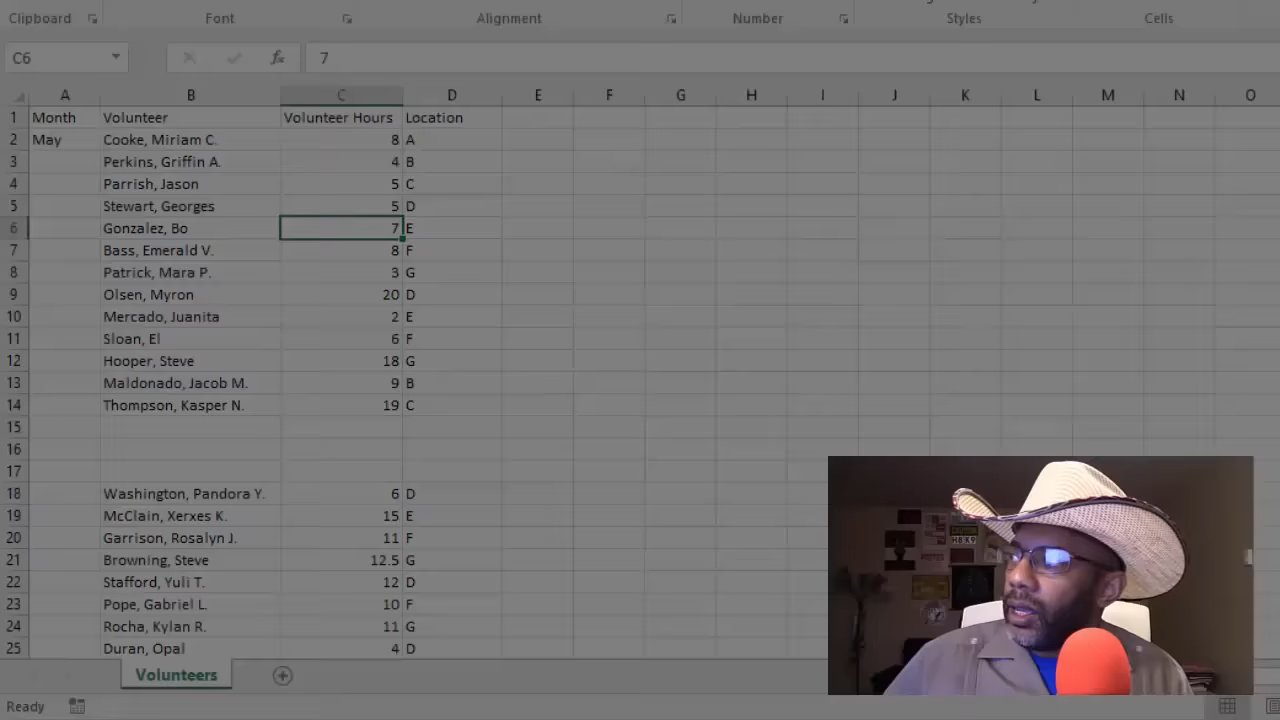 Clipboard Font Alignment Number Styles Cells
C6 fx 7
A B C D E F G H I J K L M N O
1 Month Volunteer Volunteer Hours Location
2 May Cooke, Miriam C. 8 A
3 Perkins, Griffin A. 4 B
4 Parrish, Jason 5 C
5 Stewart, Georges 5 D
6 Gonzalez, Bo 7 E
7 Bass, Emerald V. 8 F
8 Patrick, Mara P. 3 G
9 Olsen, Myron 20 D
10 Mercado, Juanita 2 E
11 Sloan, El 6 F
12 Hooper, Steve 18 G
13 Maldonado, Jacob M. 9 B
14 Thompson, Kasper N. 19 C
15
16
17
18 Washington, Pandora Y. 6 D
19 McClain, Xerxes K. 15 E
20 Garrison, Rosalyn J. 11 F
21 Browning, Steve 12.5 G
22 Stafford, Yuli T. 12 D
23 Pope, Gabriel L. 10 F
24 Rocha, Kylan R. 11 G
25 Duran, Opal 4 D
Volunteers
Ready